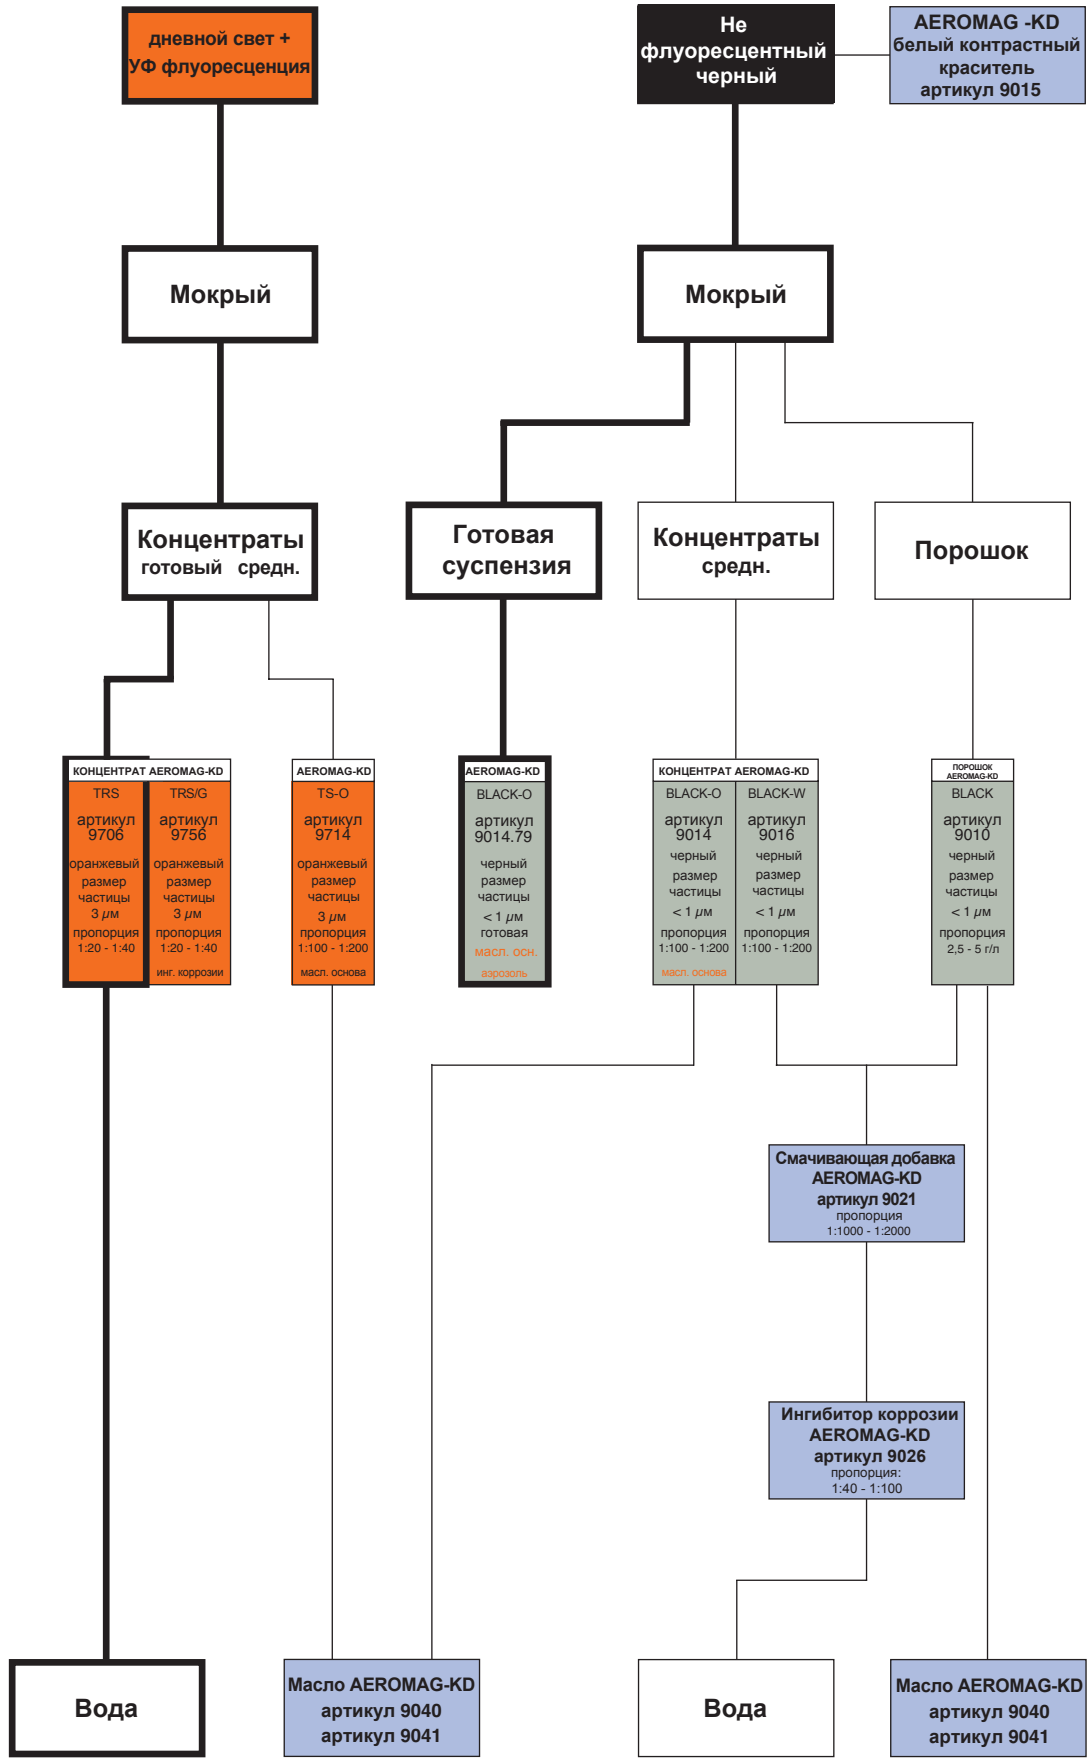 дневной свет +
УФ флуоресценция
Не
флуоресцентный
черный
AEROMAG -KD
белый контрастный
краситель
артикул 9015
Мокрый
Мокрый
Концентраты
готовый средн.
Готовая
суспензия
Концентраты
средн.
Порошок
КОНЦЕНТРАТ AEROMAG-KD
TRS
артикул
9706
оранжевый
размер
частицы
3 µм
пропорция
1:20 - 1:40
TRS/G
артикул
9756
оранжевый
размер
частицы
3 µм
пропорция
1:20 - 1:40
инг. коррозии
AEROMAG-KD
TS-O
артикул
9714
оранжевый
размер
частицы
3 µм
пропорция
1:100 - 1:200
масл. основа
AEROMAG-KD
BLACK-O
артикул
9014.79
черный
размер
частицы
< 1 µм
готовая
масл. осн.
аэрозоль
КОНЦЕНТРАТ AEROMAG-KD
BLACK-O
артикул
9014
черный
размер
частицы
< 1 µм
пропорция
1:100 - 1:200
масл. основа
BLACK-W
артикул
9016
черный
размер
частицы
< 1 µм
пропорция
1:100 - 1:200
ПОРОШОК
AEROMAG-KD
BLACK
артикул
9010
черный
размер
частицы
< 1 µм
пропорция
2,5 - 5 г/л
Смачивающая добавка
AEROMAG-KD
артикул 9021
пропорция
1:1000 - 1:2000
Ингибитор коррозии
AEROMAG-KD
артикул 9026
пропорция:
1:40 - 1:100
Вода
Масло AEROMAG-KD
артикул 9040
артикул 9041
Вода
Масло AEROMAG-KD
артикул 9040
артикул 9041